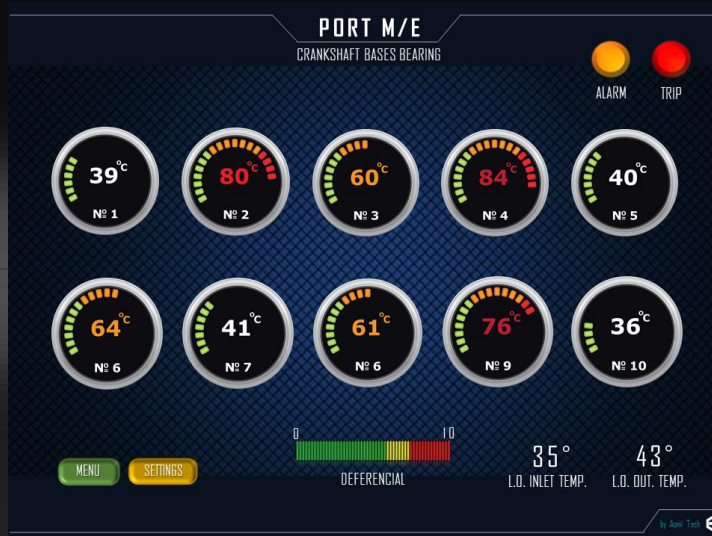 PORT M/E
CRANKSHAFT BASES BEARING
ALARM TRIP
39°C 80°C 60°C 84°C 40°C
Nº 1 Nº 2 Nº 3 Nº 4 Nº 5
64°C 41°C 61°C 76°C 36°C
Nº 6 Nº 7 Nº 6 Nº 9 Nº 10
0 10
35° 43°
MENU SETTINGS DEFERENCIAL L.O. INLET TEMP. L.O. OUT. TEMP.
by Asmi Tech